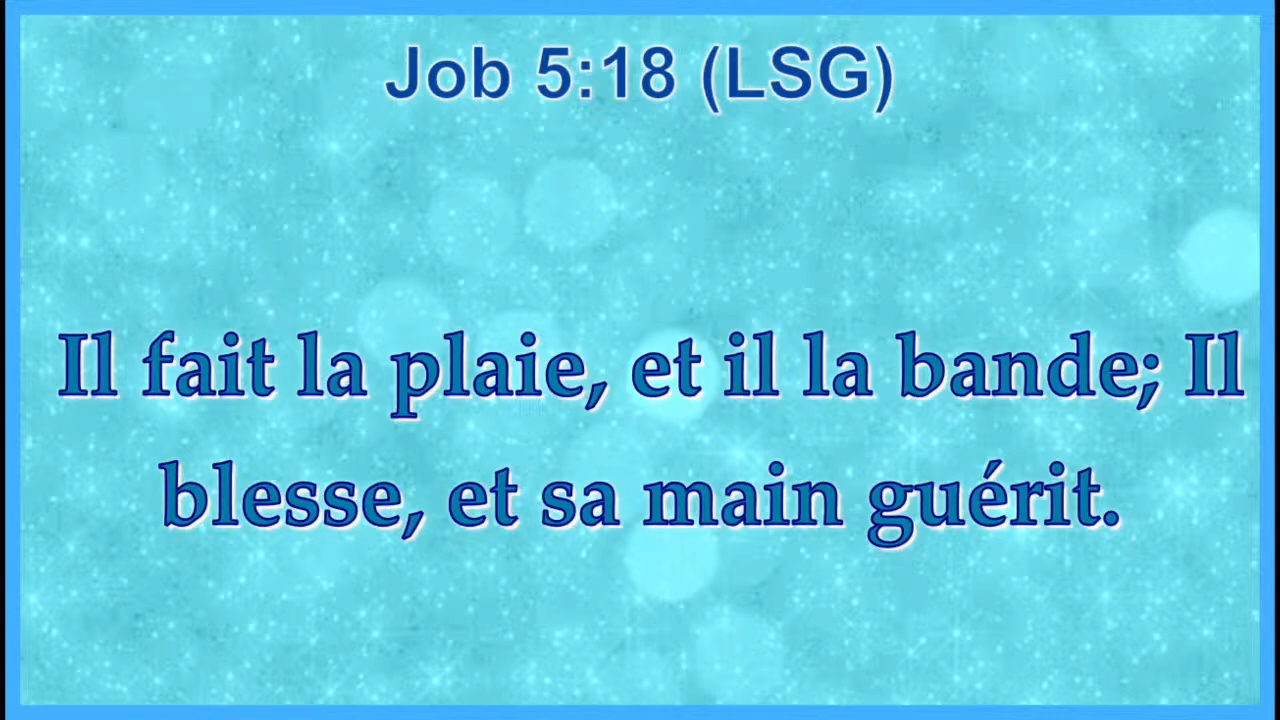 Job 5:18 (LSG)
Il fait la plaie, et il la bande; Il
blesse, et sa main guérit.